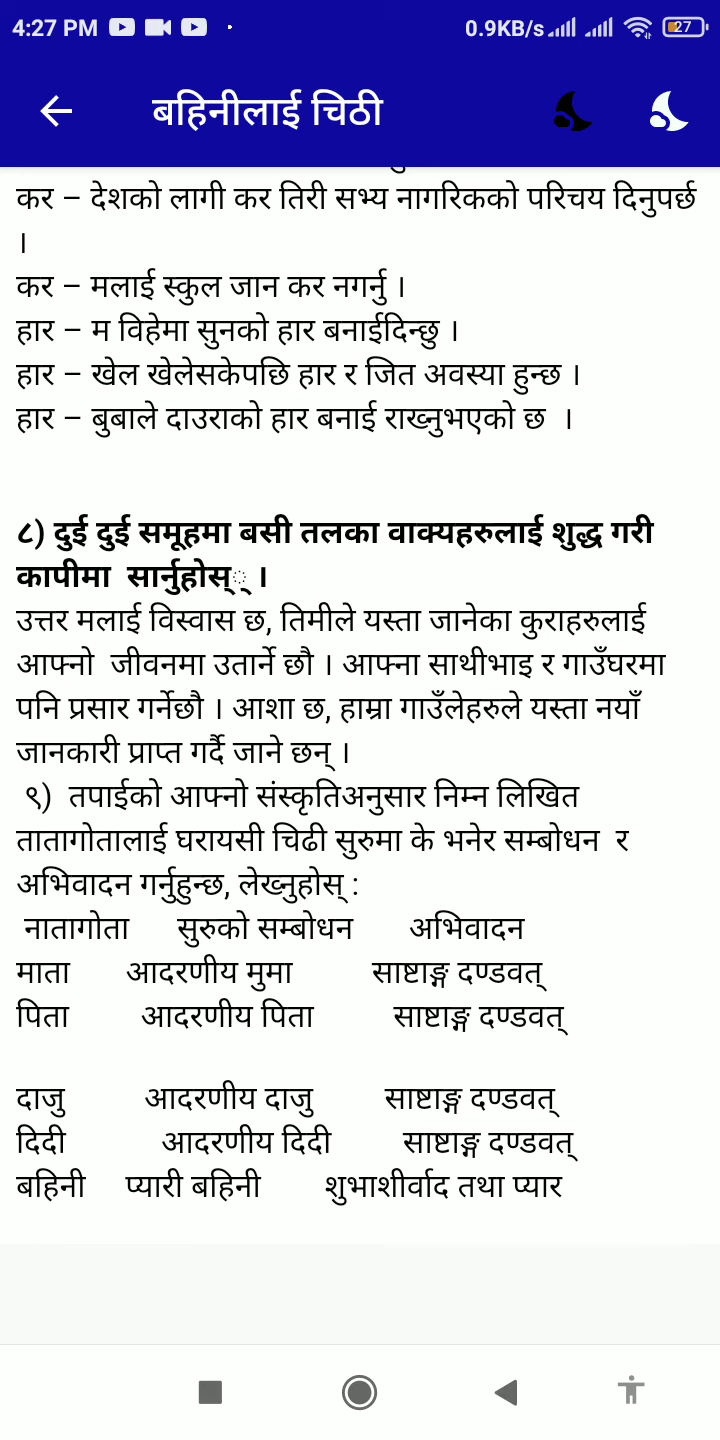 4:27 PM
0.9KB/s
27
बहिनीलाई चिठी
कर – देशको लागी कर तिरी सभ्य नागरिकको परिचय दिनुपर्छ
।
कर – मलाई स्कुल जान कर नगर्नु ।
हार – म विहेमा सुनको हार बनाईदिन्छु ।
हार – खेल खेलेसकेपछि हार र जित अवस्या हुन्छ ।
हार – बुबाले दाउराको हार बनाई राख्नुभएको छ ।
८) दुई दुई समूहमा बसी तलका वाक्यहरुलाई शुद्ध गरी
कापीमा सार्नुहोस्् ।
उत्तर मलाई विस्वास छ, तिमीले यस्ता जानेका कुराहरुलाई
आफ्नो जीवनमा उतार्ने छौ । आफ्ना साथीभाइ र गाउँघरमा
पनि प्रसार गर्नेछौ । आशा छ, हाम्रा गाउँलेहरुले यस्ता नयाँ
जानकारी प्राप्त गर्दै जाने छन् ।
९) तपाईको आफ्नो संस्कृतिअनुसार निम्न लिखित
तातागोतालाई घरायसी चिढी सुरुमा के भनेर सम्बोधन र
अभिवादन गर्नुहुन्छ, लेख्नुहोस् :
नातागोता सुरुको सम्बोधन अभिवादन
माता आदरणीय मुमा साष्टाङ्ग दण्डवत्
पिता आदरणीय पिता साष्टाङ्ग दण्डवत्
दाजु आदरणीय दाजु साष्टाङ्ग दण्डवत्
दिदी आदरणीय दिदी साष्टाङ्ग दण्डवत्
बहिनी प्यारी बहिनी शुभाशीर्वाद तथा प्यार